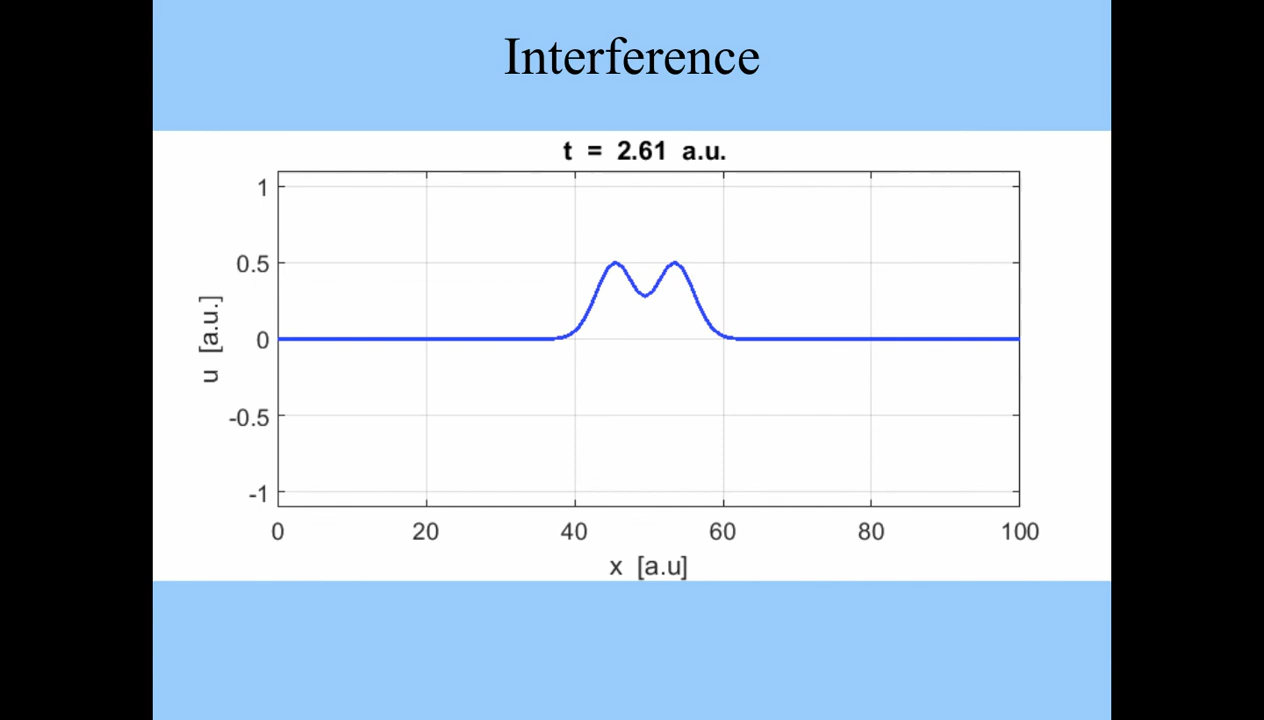 Interference
t = 2.61 a.u.
1
0.5
0
-0.5
-1
u [a.u.]
0 20 40 60 80 100
x [a.u]